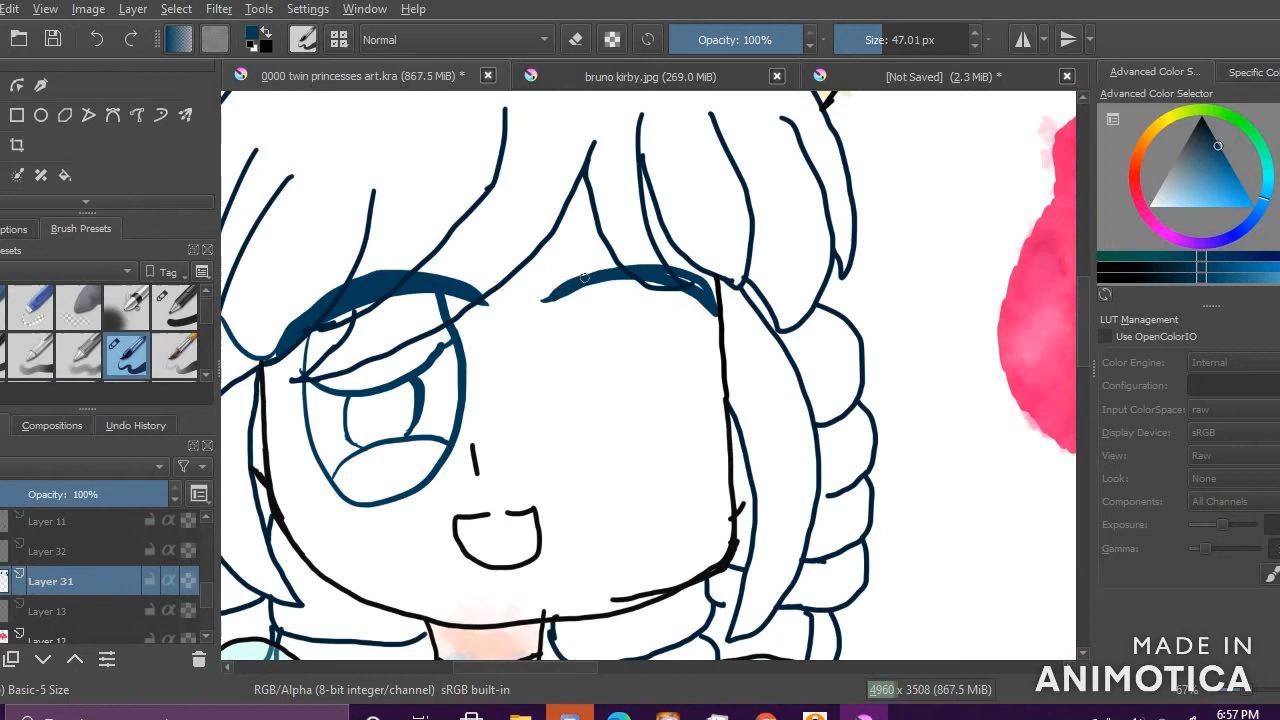 Edit View Image Layer Select Filter Tools Settings Window Help
Normal Opacity: 100% Size: 47.01 px
0000 twin princesses art.kra (867.5 MiB) * bruno kirby.jpg (269.0 MiB) [Not Saved] (2.3 MiB) *
Advanced Color S... Specific Co
Advanced Color Selector
ptions Brush Presets
esets
Tag
LUT Management
Use OpenColorIO
Color Engine: Internal
Configuration:
Input ColorSpace: raw
Display Device: sRGB
View: Raw
Look: None
Components: All Channels
Exposure:
Gamma:
Compositions Undo History
Opacity: 100%
Layer 11
Layer 32
Layer 31
Layer 13
Layer 12
) Basic-5 Size RGB/Alpha (8-bit integer/channel) sRGB built-in 4960 x 3508 (867.5 MiB) 67%
MADE IN
ANIMOTICA
6:57 PM